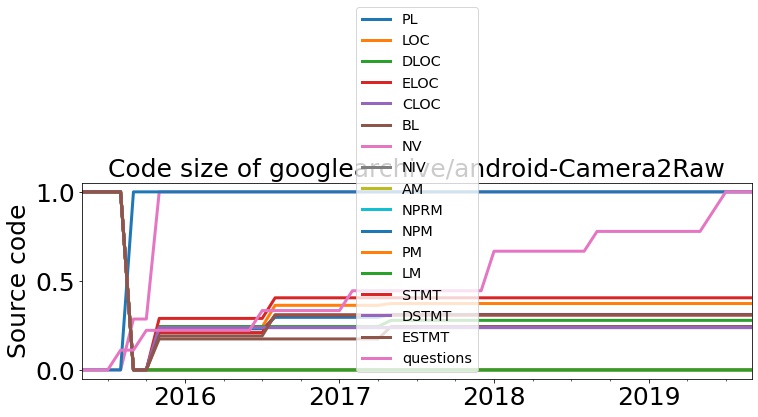 PL
LOC
DLOC
ELOC
CLOC
BL
NV
NIV
AM
NPRM
NPM
PM
LM
STMT
DSTMT
ESTMT
questions
Code size of googlearchive/android-Camera2Raw
Source code
1.0
0.5
0.0
2016
2017
2018
2019